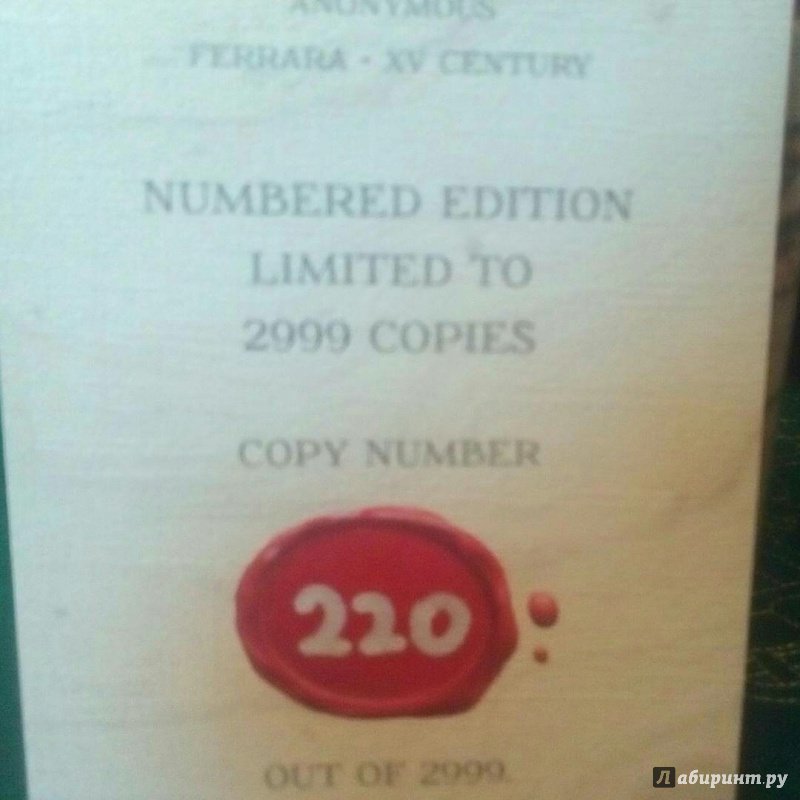 ANONYMOUS
FERRARA • XV CENTURY
NUMBERED EDITION
LIMITED TO
2999 COPIES
COPY NUMBER
220
OUT OF 2999.
Лабиринт.ру